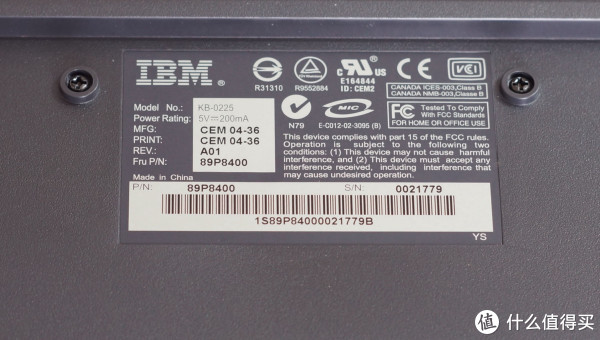 IBM®
R31310
R9552884
c UL us
E164844
ID: CEM2
CE
VCI
CANADA ICES-003,Class B
CANADA NMB-003,Classe B
N79
MIC
E-C012-02-3095 (B)
FC
Tested To Comply
With FCC Standards
FOR HOME OR OFFICE USE
Model No.: KB-0225
Power Rating: 5V⎓200mA
MFG: CEM 04-36
PRINT: CEM 04-36
REV.: A01
Fru P/N: 89P8400
Made in China
This device complies with part 15 of the FCC rules.
Operation is subject to the following two
conditions: (1) This device may not cause harmful
interference, and (2) This device must accept any
interference received, including interference that
may cause undesired operation.
P/N: 89P8400 S/N: 0021779
1S89P84000021779B
YS
值 什么值得买